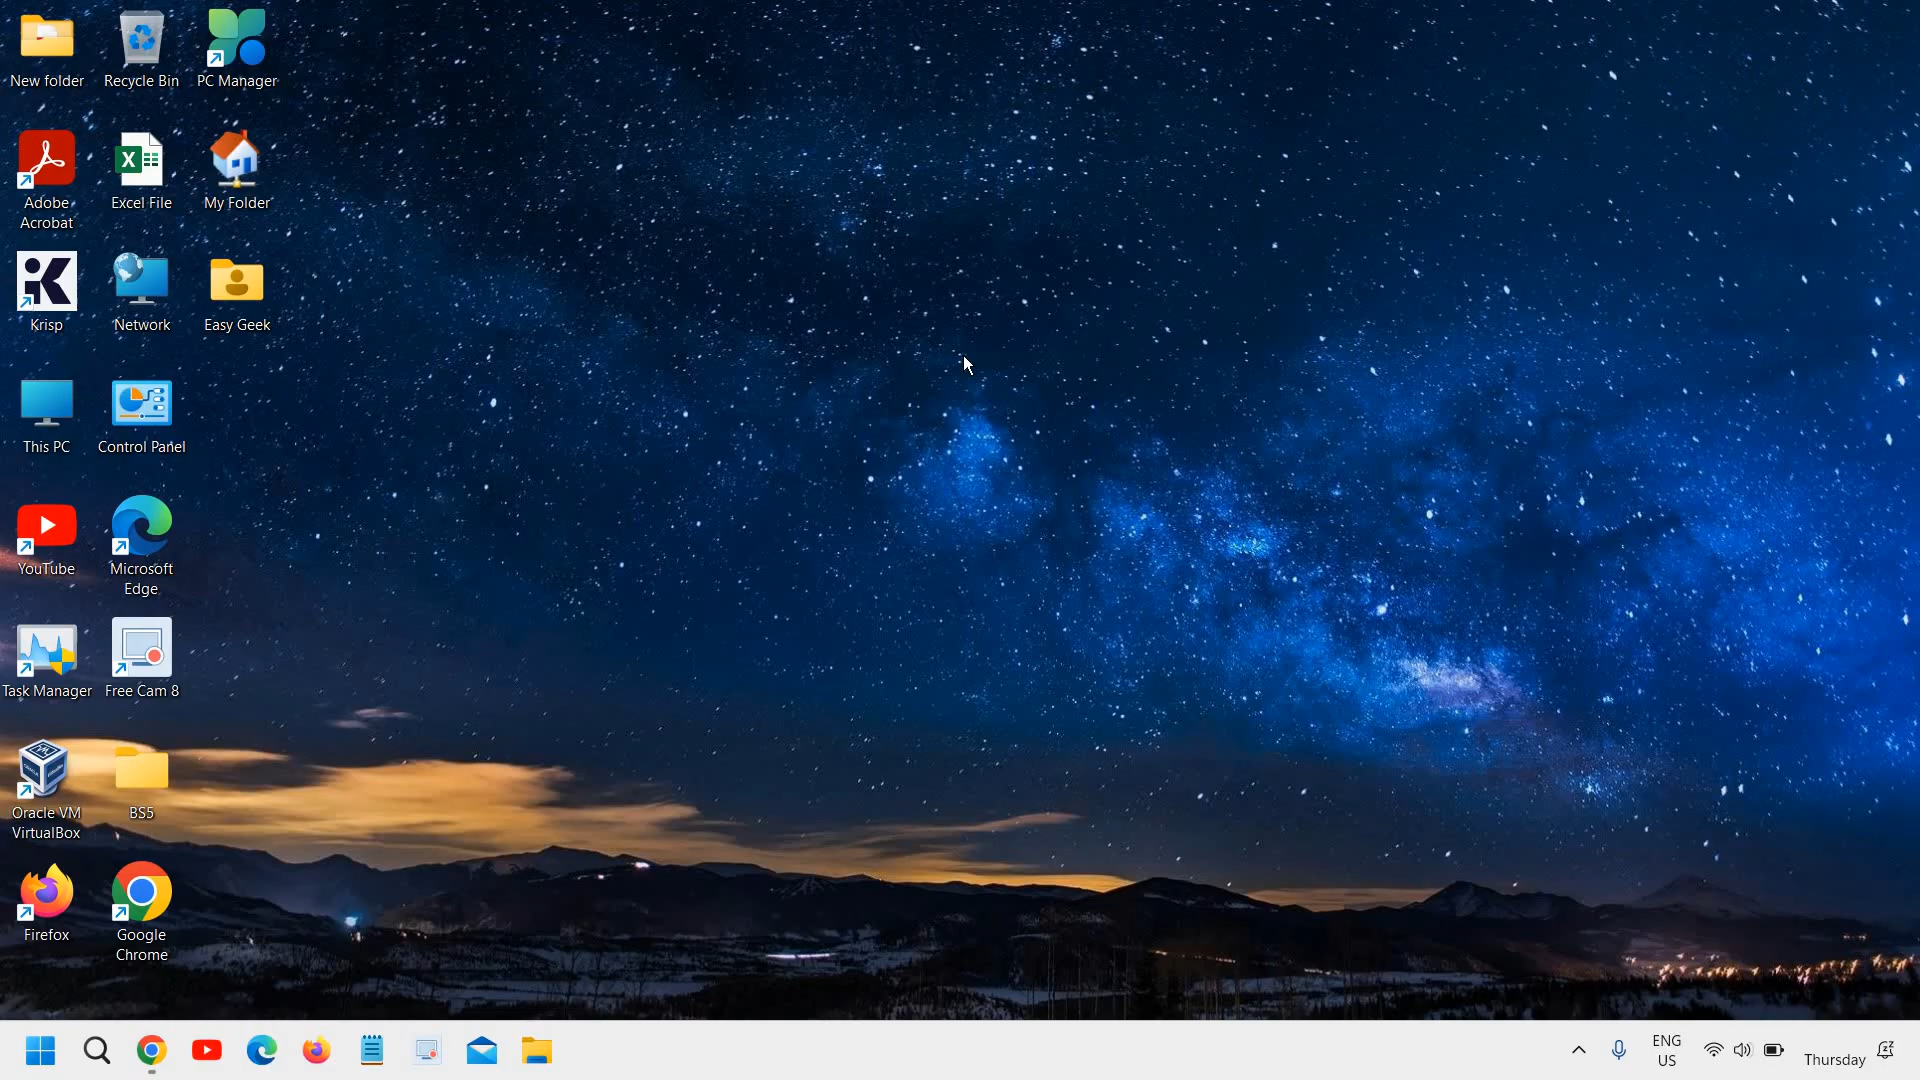 New folder
Recycle Bin
PC Manager
Adobe
Acrobat
Excel File
My Folder
Krisp
Network
Easy Geek
This PC
Control Panel
YouTube
Microsoft
Edge
Task Manager
Free Cam 8
Oracle VM
VirtualBox
BS5
Firefox
Google
Chrome
ENG
US
Thursday